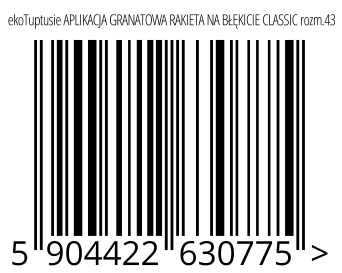 ekoTuptusie APLIKACJA GRANATOWA RAKIETA NA BŁĘKICIE CLASSIC rozm.43
5 904422 630775 >